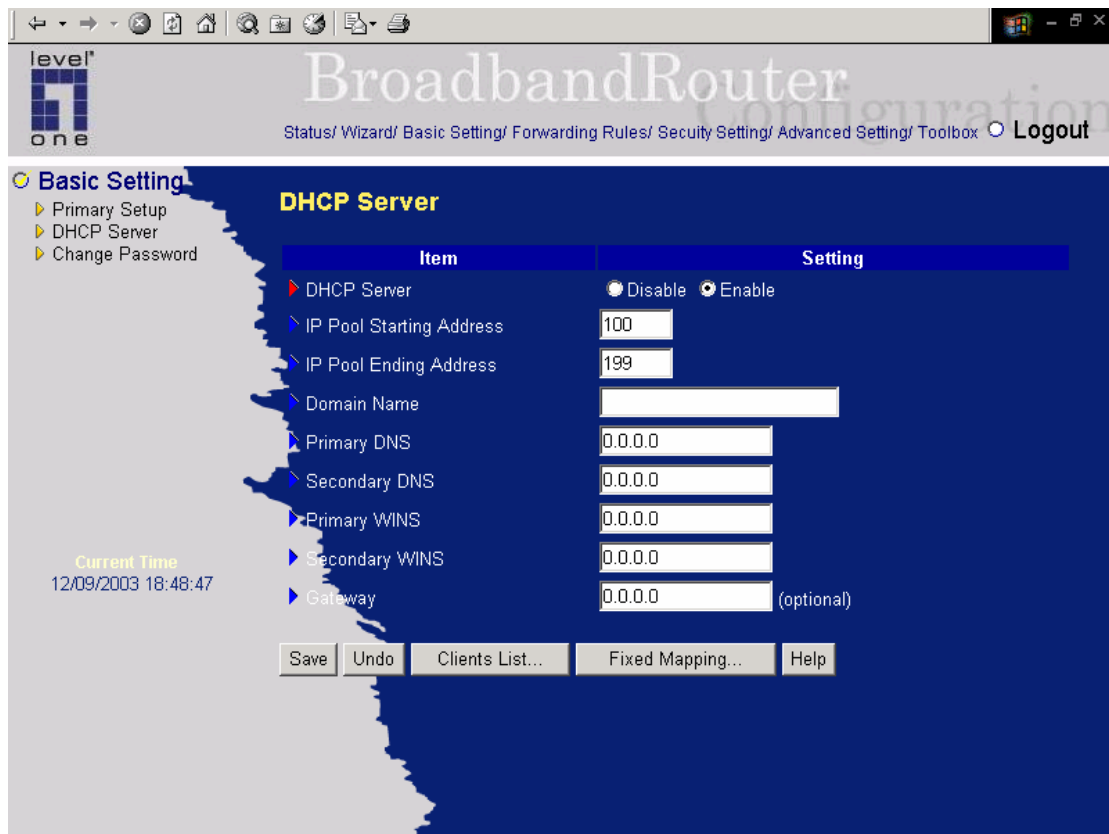 level
one
BroadbandRouter
Configuration
Status/ Wizard/ Basic Setting/ Forwarding Rules/ Secuity Setting/ Advanced Setting/ Toolbox Logout
Basic Setting
Primary Setup
DHCP Server
Change Password
Current Time
12/09/2003 18:48:47
DHCP Server
Item Setting
DHCP Server Disable Enable
IP Pool Starting Address 100
IP Pool Ending Address 199
Domain Name
Primary DNS 0.0.0.0
Secondary DNS 0.0.0.0
Primary WINS 0.0.0.0
Secondary WINS 0.0.0.0
Gateway 0.0.0.0 (optional)
Save Undo Clients List... Fixed Mapping... Help